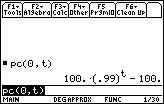 F1▾ Tools F2▾ Algebra F3▾ Calc F4▾ Other F5 PrgmIO F6▾ Clean Up
■ pc(0,t)
100.·(.99)^t - 100.
pc(0,t)
MAIN DEGAPPROX FUNC 1/30